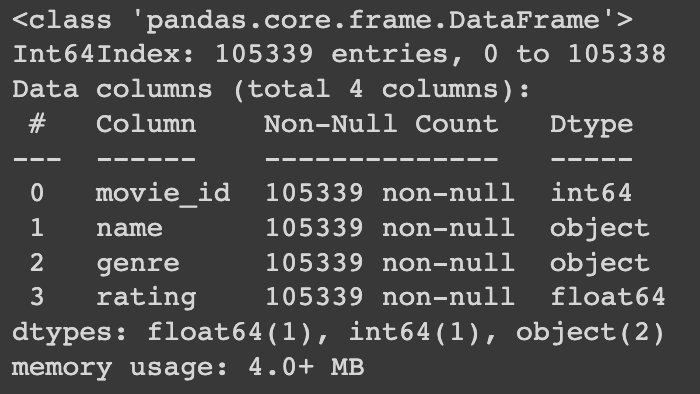 <class 'pandas.core.frame.DataFrame'>
Int64Index: 105339 entries, 0 to 105338
Data columns (total 4 columns):
 #   Column    Non-Null Count   Dtype
---  ------    --------------   -----
 0   movie_id  105339 non-null  int64
 1   name      105339 non-null  object
 2   genre     105339 non-null  object
 3   rating    105339 non-null  float64
dtypes: float64(1), int64(1), object(2)
memory usage: 4.0+ MB